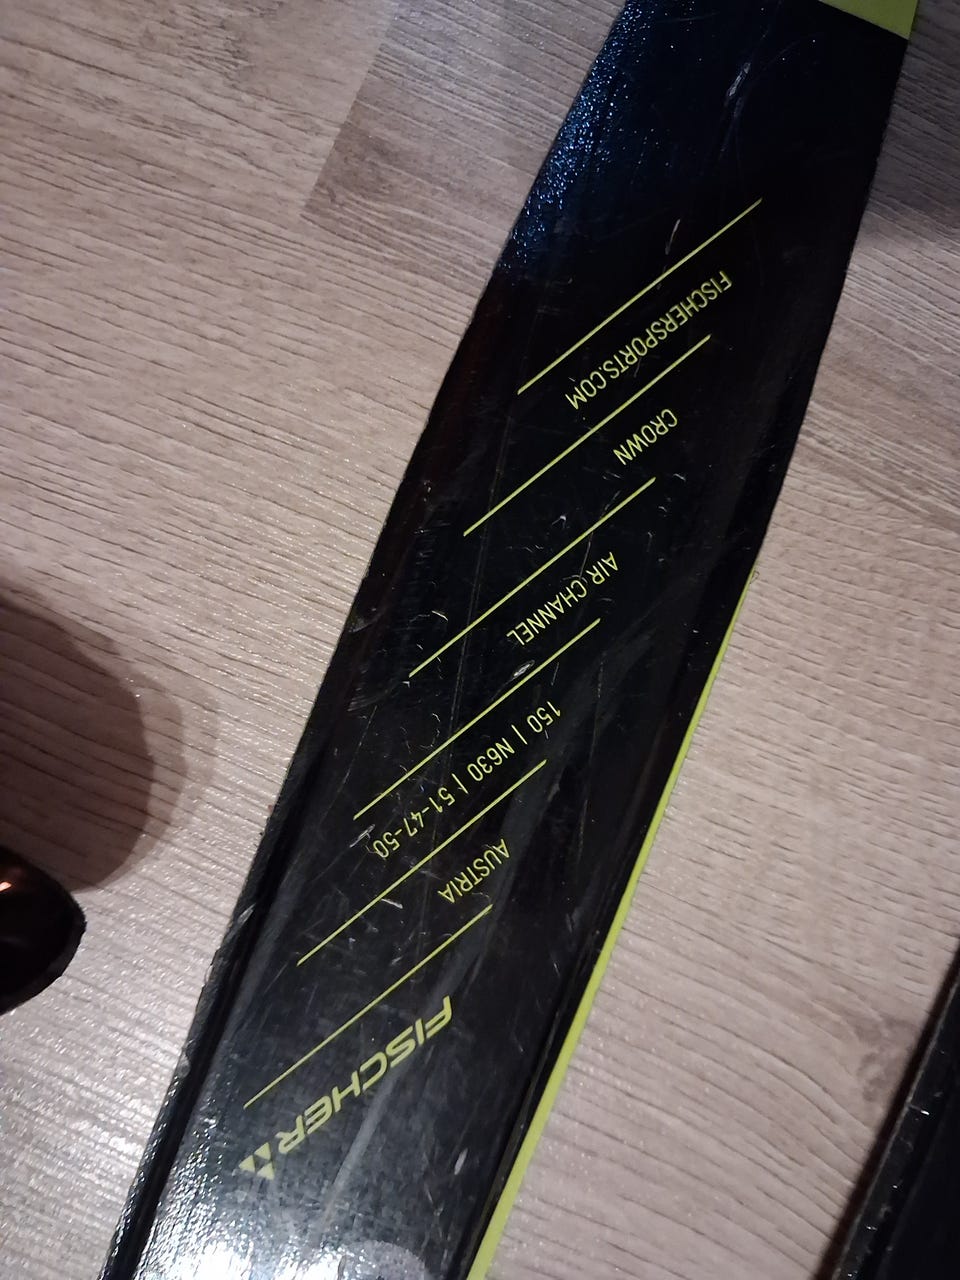 FISCHER
AUSTRIA
150 | N630 | 51-47-50
AIR CHANNEL
CROWN
FISCHERSPORTS.COM